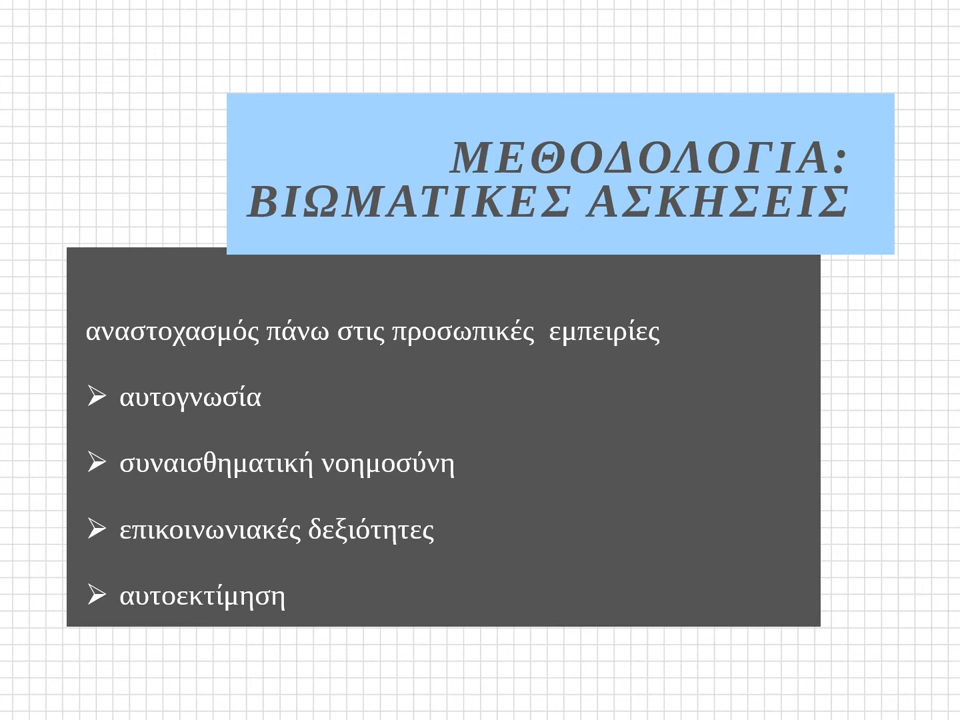 ΜΕΘΟΔΟΛΟΓΙΑ:
ΒΙΩΜΑΤΙΚΕΣ ΑΣΚΗΣΕΙΣ
αναστοχασμός πάνω στις προσωπικές εμπειρίες
➢ αυτογνωσία
➢ συναισθηματική νοημοσύνη
➢ επικοινωνιακές δεξιότητες
➢ αυτοεκτίμηση